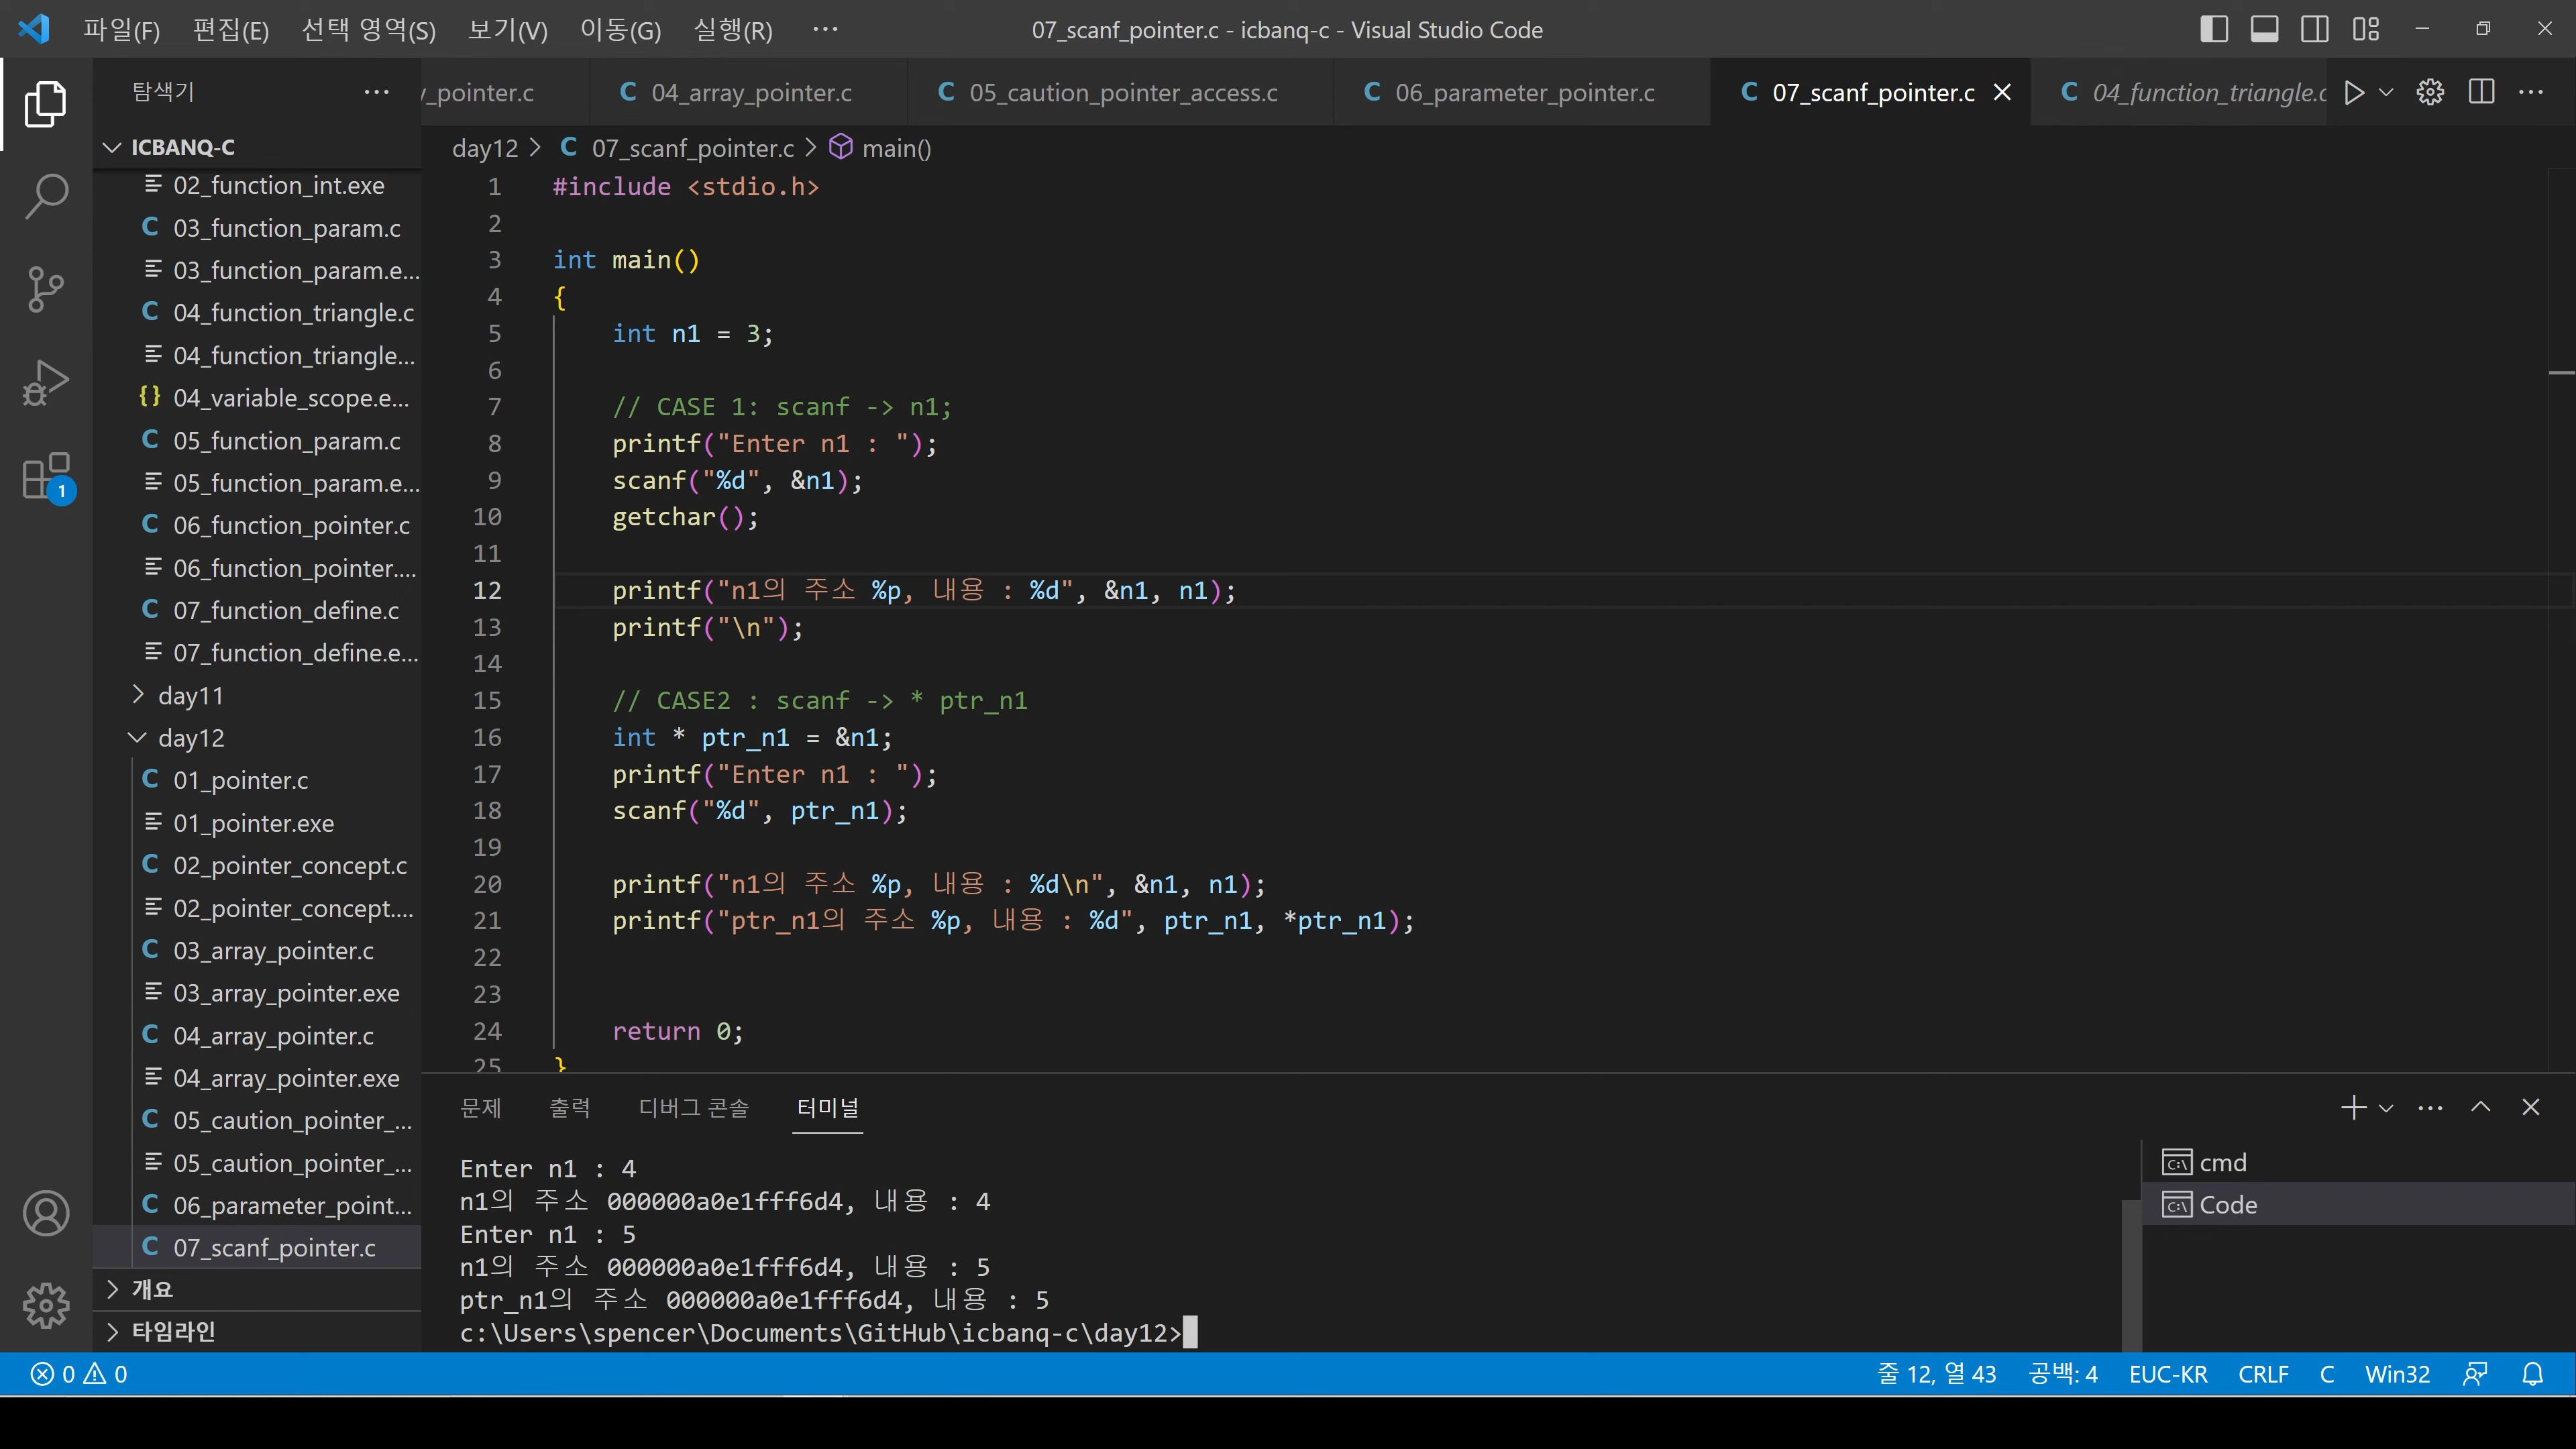 파일(F) 편집(E) 선택 영역(S) 보기(V) 이동(G) 실행(R) ··· 07_scanf_pointer.c - icbanq-c - Visual Studio Code
탐색기 ···
y_pointer.c C 04_array_pointer.c C 05_caution_pointer_access.c C 06_parameter_pointer.c C 07_scanf_pointer.c C 04_function_triangle.c ···
ICBANQ-C
02_function_int.exe
C 03_function_param.c
03_function_param.e...
C 04_function_triangle.c
04_function_triangle...
{} 04_variable_scope.e...
C 05_function_param.c
05_function_param.e...
C 06_function_pointer.c
06_function_pointer....
C 07_function_define.c
07_function_define.e...
day11
day12
C 01_pointer.c
01_pointer.exe
C 02_pointer_concept.c
02_pointer_concept....
C 03_array_pointer.c
03_array_pointer.exe
C 04_array_pointer.c
04_array_pointer.exe
C 05_caution_pointer_...
05_caution_pointer_...
C 06_parameter_point...
C 07_scanf_pointer.c
개요
타임라인
1
day12 > C 07_scanf_pointer.c > main()
1 #include <stdio.h>
2
3 int main()
4 {
5 int n1 = 3;
6
7 // CASE 1: scanf -> n1;
8 printf("Enter n1 : ");
9 scanf("%d", &n1);
10 getchar();
11
12 printf("n1의 주소 %p, 내용 : %d", &n1, n1);
13 printf("\n");
14
15 // CASE2 : scanf -> * ptr_n1
16 int * ptr_n1 = &n1;
17 printf("Enter n1 : ");
18 scanf("%d", ptr_n1);
19
20 printf("n1의 주소 %p, 내용 : %d\n", &n1, n1);
21 printf("ptr_n1의 주소 %p, 내용 : %d", ptr_n1, *ptr_n1);
22
23
24 return 0;
25 }
문제 출력 디버그 콘솔 터미널 ···
Enter n1 : 4
n1의 주소 000000a0e1fff6d4, 내용 : 4
Enter n1 : 5
n1의 주소 000000a0e1fff6d4, 내용 : 5
ptr_n1의 주소 000000a0e1fff6d4, 내용 : 5
c:\Users\spencer\Documents\GitHub\icbanq-c\day12>
cmd
Code
0 0 줄 12, 열 43 공백: 4 EUC-KR CRLF C Win32